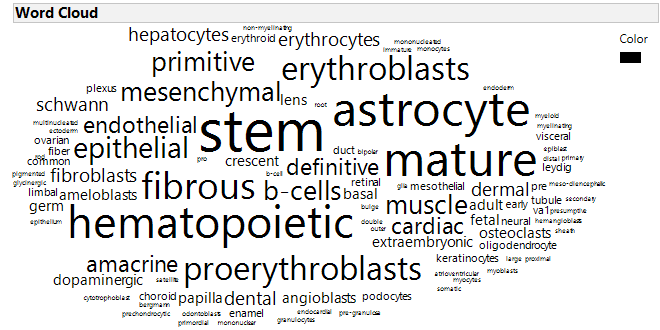 Word Cloud
Color
non-myelinating
hepatocytes erythroid erythrocytes mononucleated
immature monocytes
primitive erythroblasts
plexus mesenchymal lens root endoderm
schwann astrocyte myeloid
multinucleated endothelial stem myelinating
ectoderm visceral
ovarian epithelial duct bipolar mature epiblast
rod fiber pro crescent definitive distal primary
common b-cell leydig
pigmented fibroblasts fibrous b-cells retinal glia mesothelial dermal pre meso-diencephalic
glycinergic
limbal ameloblasts basal muscle adult early tubule secondary
germ bulge va1 presumptive
epithelium hematopoietic double cardiac fetal neural hemangioblasts
outer osteoclasts sheath
extraembryonic oligodendrocyte
amacrine proerythroblasts keratinocytes large proximal
dopaminergic satellite atrioventricular myoblasts
myocytes
somatic
cytotrophoblast choroid papilla dental angioblasts podocytes
bergmann
prechondrocytic odontoblasts enamel endocardial pre-granulosa
primordial mononuclear granulocytes